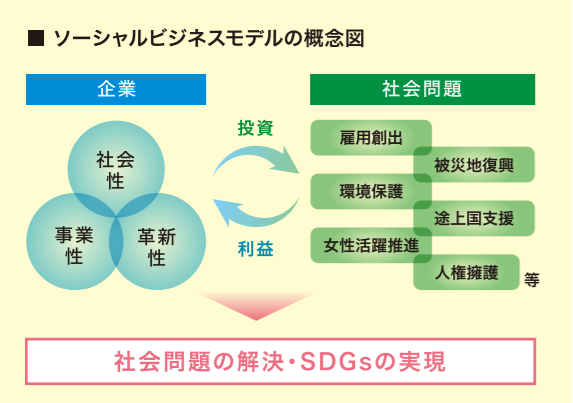 ■ ソーシャルビジネスモデルの概念図
企業
社会
性
事業
性
革新
性
投資
利益
社会問題
雇用創出
被災地復興
環境保護
途上国支援
女性活躍推進
人権擁護
等
社会問題の解決・SDGsの実現